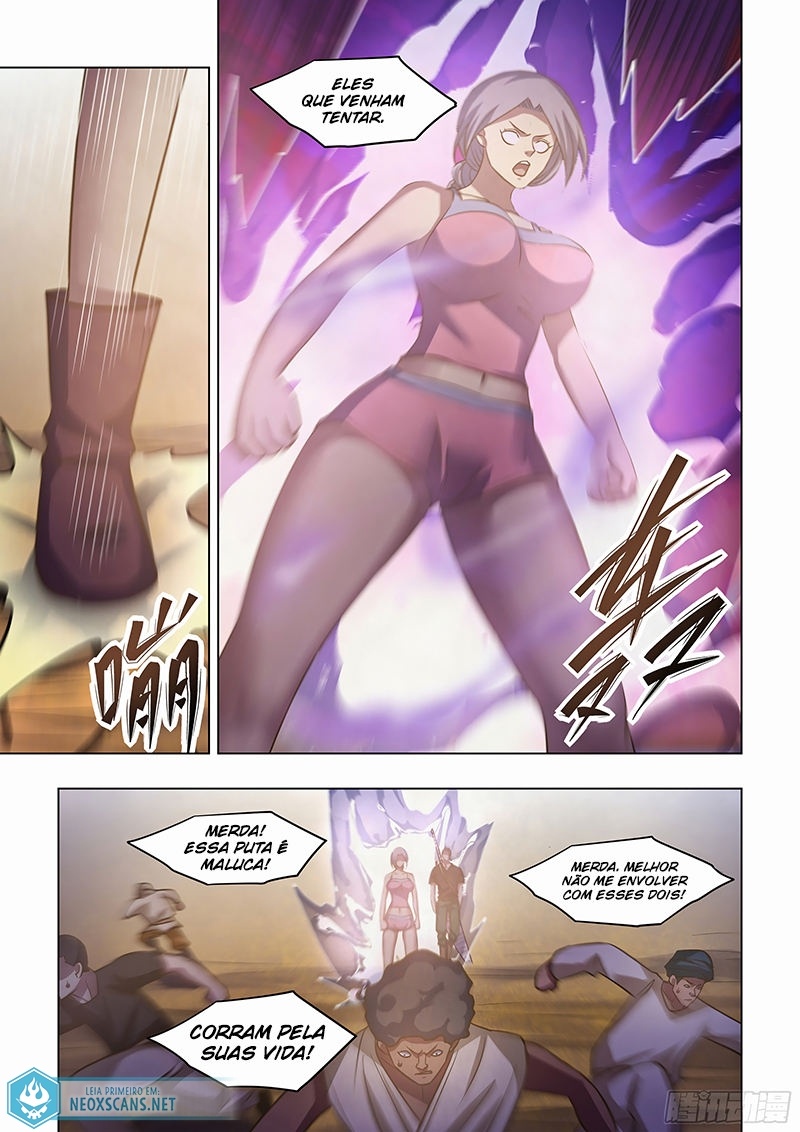 ELES
QUE VENHAM
TENTAR.
嘣
MERDA!
ESSA PUTA É
MALUCA!
MERDA. MELHOR
NÃO ME ENVOLVER
COM ESSES DOIS!
CORRAM PELA
SUAS VIDA!
LEIA PRIMEIRO EM:
NEOXSCANS.NET
腾讯动漫